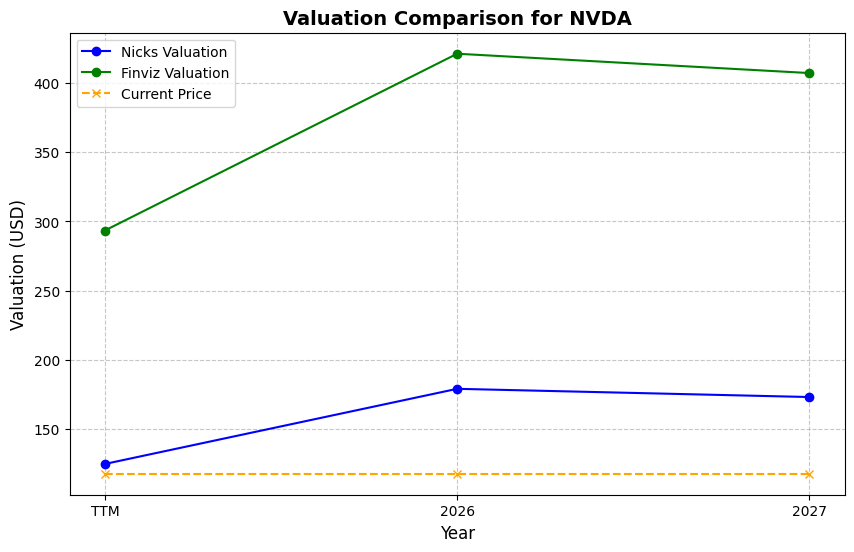 Valuation Comparison for NVDA
Nicks Valuation
Finviz Valuation
Current Price
Valuation (USD)
400
350
300
250
200
150
TTM
2026
2027
Year